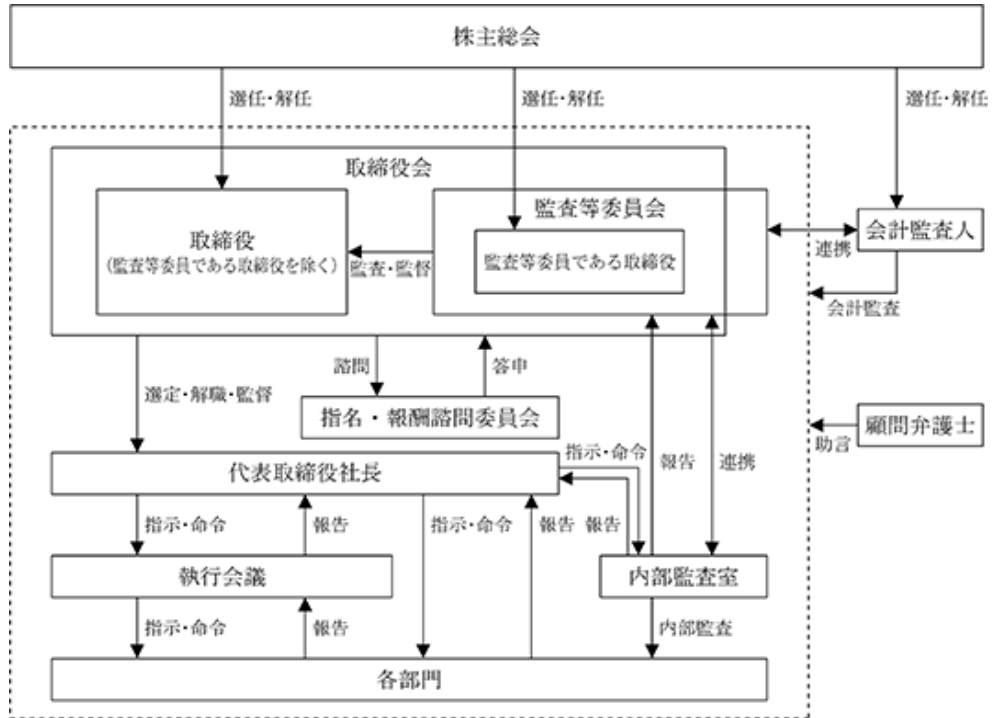 株主総会
選任・解任
選任・解任
選任・解任
取締役会
監査等委員会
取締役
(監査等委員である取締役を除く)
監査・監督
監査等委員である取締役
連携
会計監査人
会計監査
諮問
答申
選定・解職・監督
指名・報酬諮問委員会
顧問弁護士
助言
代表取締役社長
指示・命令
報告
連携
指示・命令
報告
指示・命令
報告
報告
執行会議
内部監査室
指示・命令
報告
内部監査
各部門